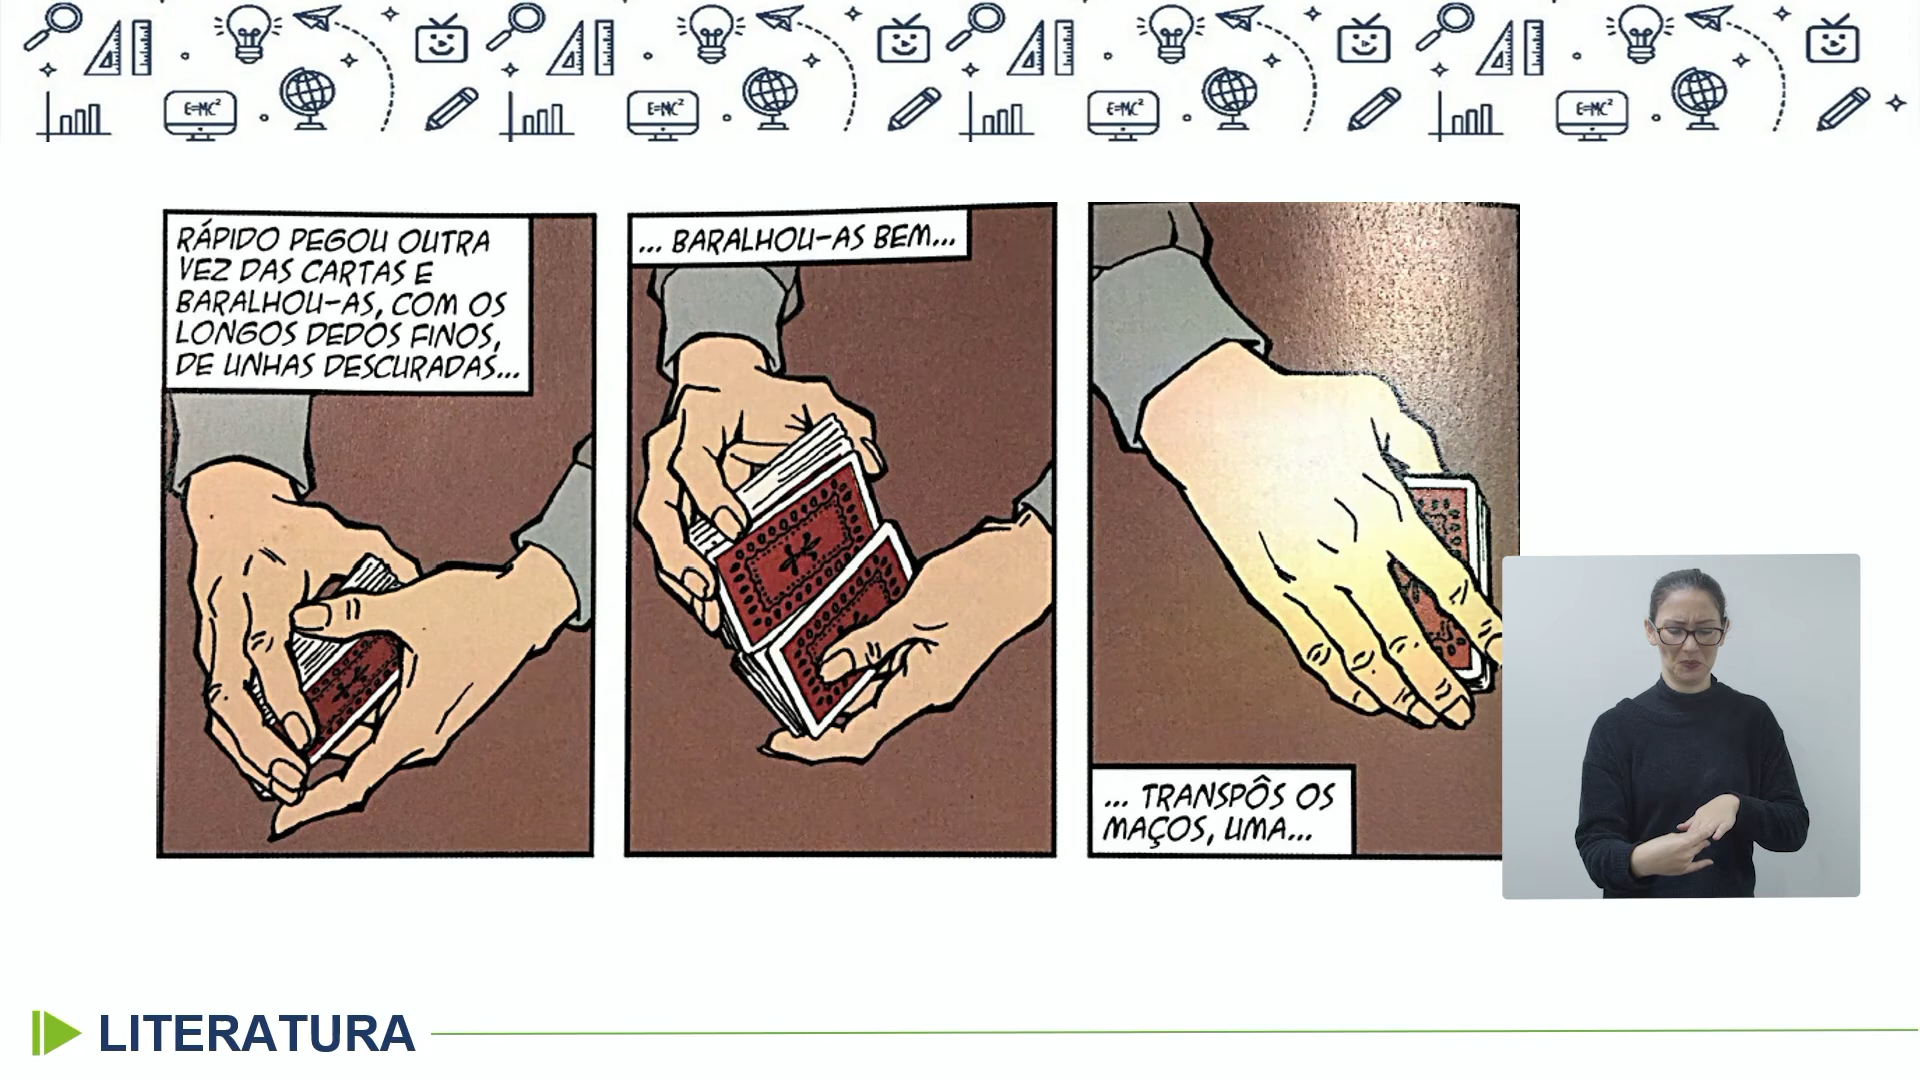 E=MC²
E=MC²
E=MC²
E=MC²
RÁPIDO PEGOU OUTRA
VEZ DAS CARTAS E
BARALHOU-AS, COM OS
LONGOS DEDOS FINOS,
DE UNHAS DESCURADAS...
... BARALHOU-AS BEM...
... TRANSPÔS OS
MAÇOS, UMA...
LITERATURA